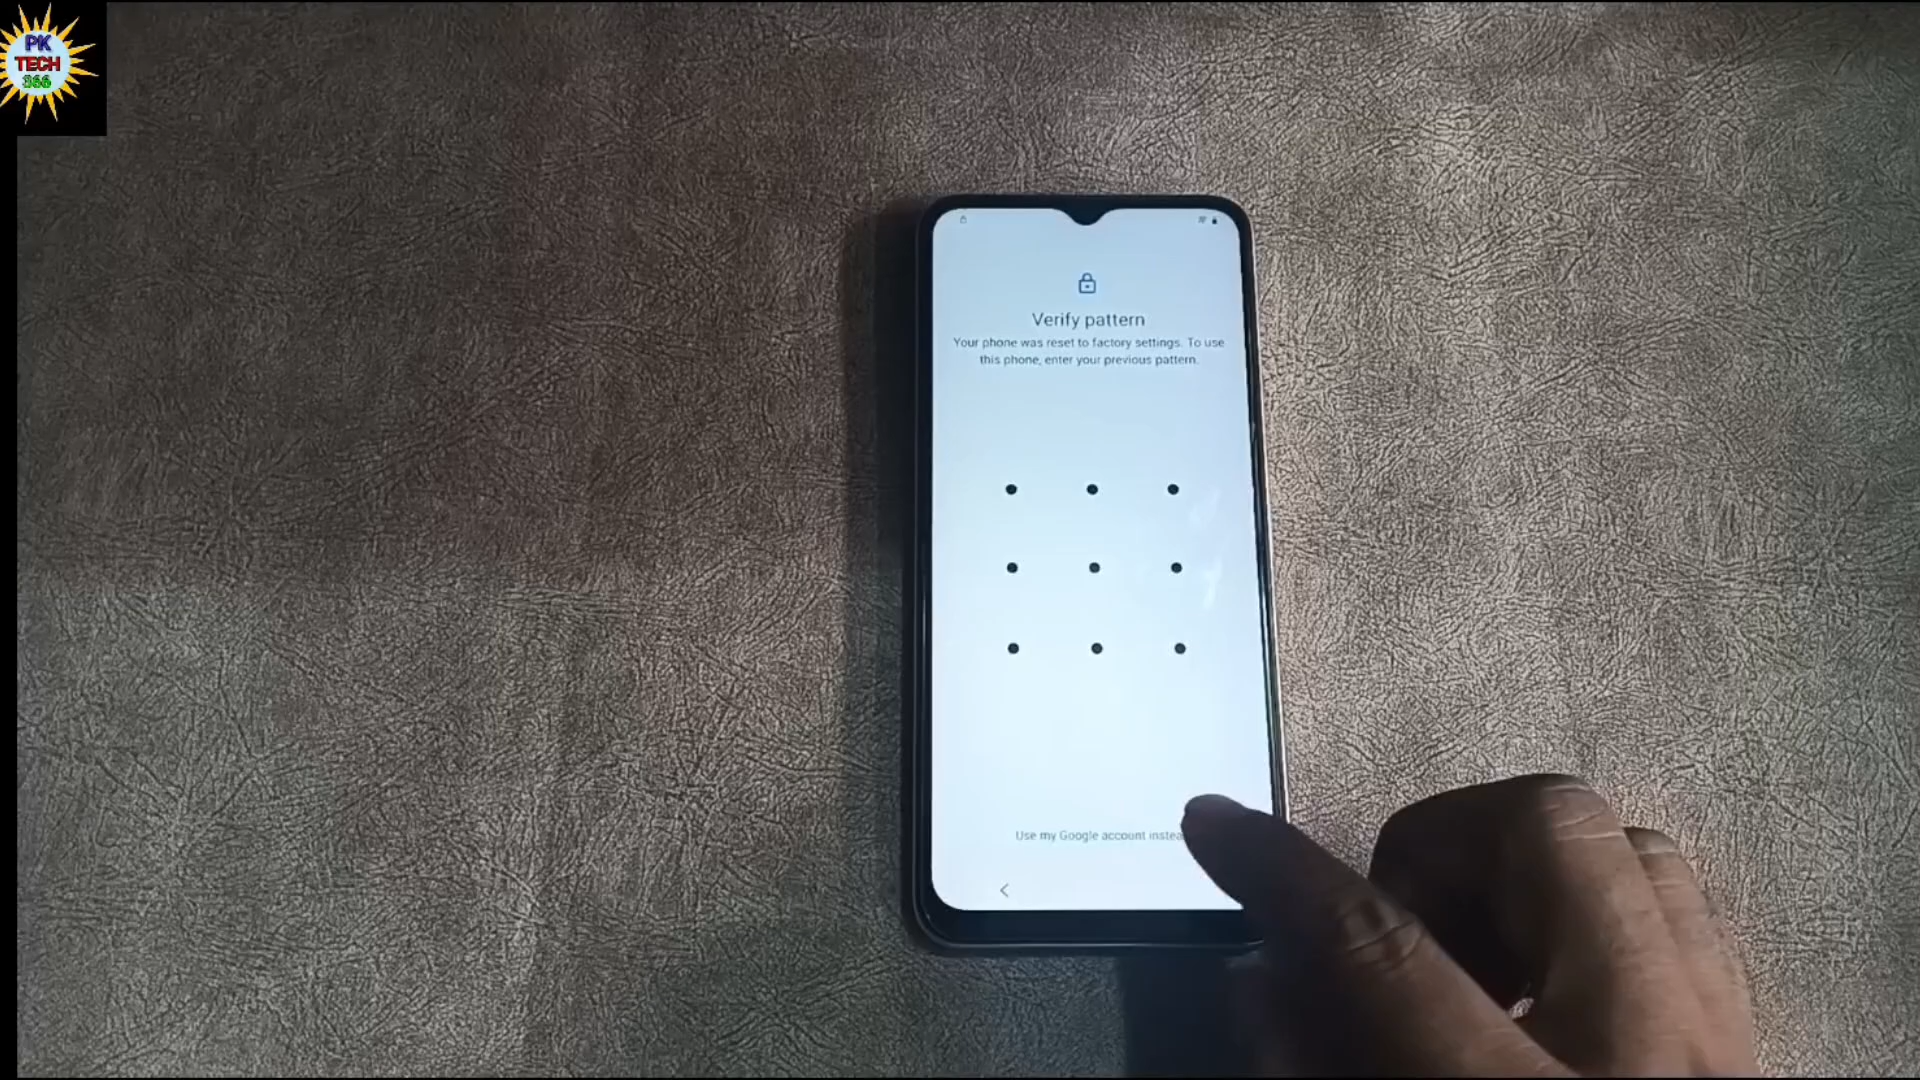 PK
TECH
366
Verify pattern
Your phone was reset to factory settings. To use
this phone, enter your previous pattern.
Use my Google account